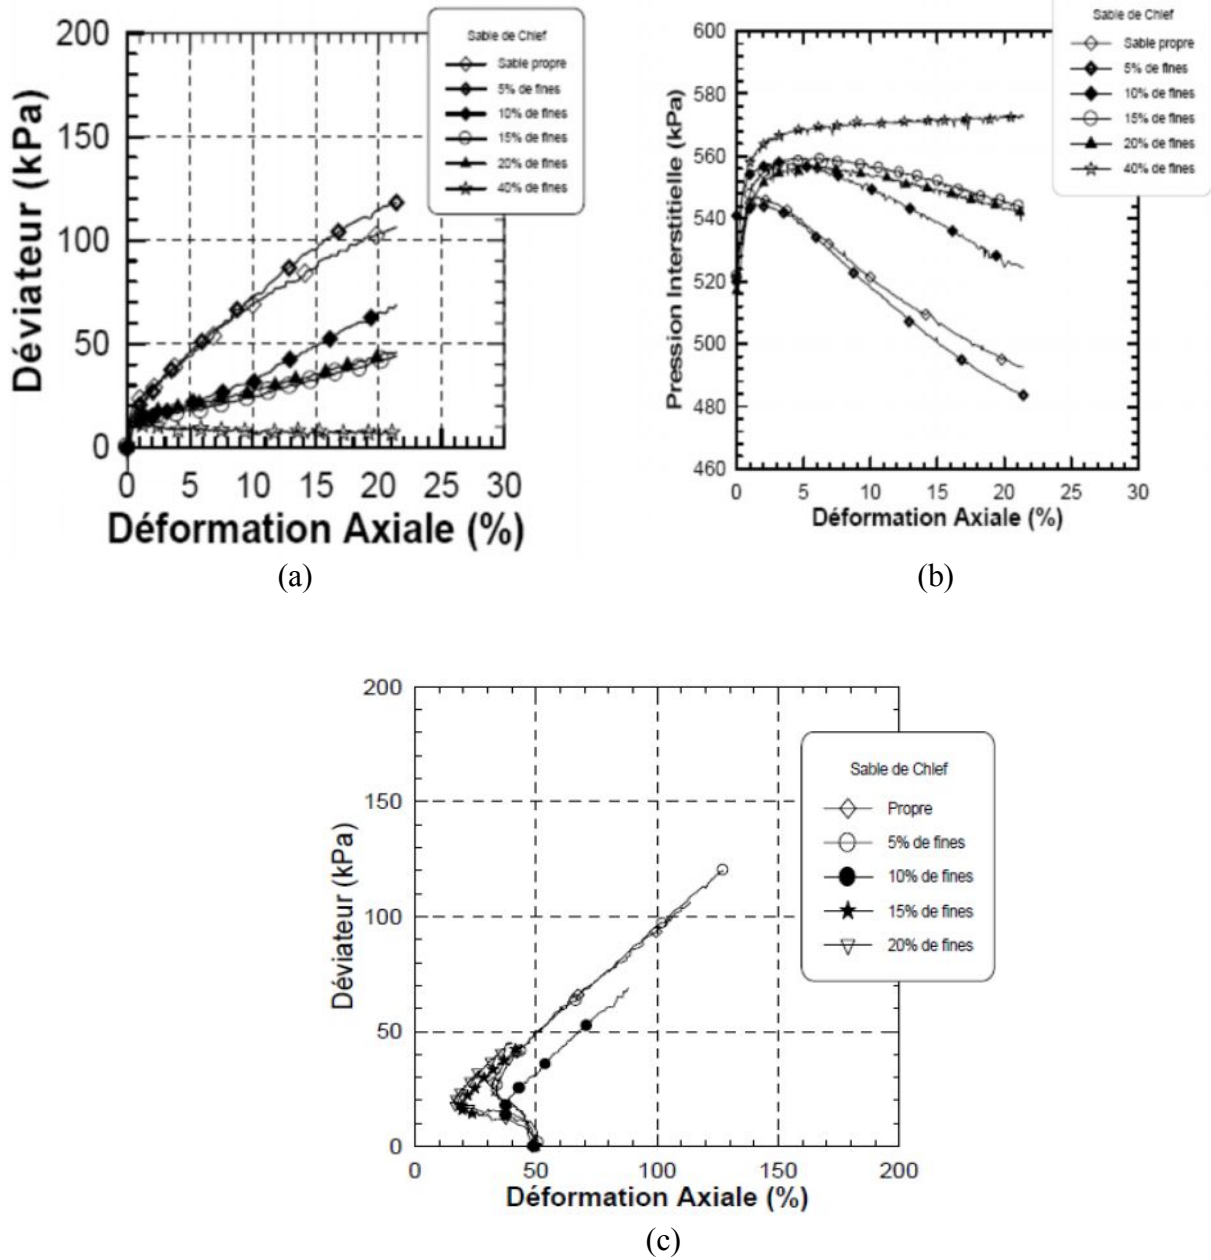 200
150
100
50
0
0
5
10
15
20
25
30
Déviateur (kPa)
Déformation Axiale (%)
Sable de Chlef
Sable propre
5% de fines
10% de fines
15% de fines
20% de fines
40% de fines
(a)
600
580
560
540
520
500
480
460
0
5
10
15
20
25
30
Pression Interstitielle (kPa)
Déformation Axiale (%)
Sable de Chlef
Sable propre
5% de fines
10% de fines
15% de fines
20% de fines
40% de fines
(b)
200
150
100
50
0
0
50
100
150
200
Déviateur (kPa)
Déformation Axiale (%)
Sable de Chlef
Propre
5% de fines
10% de fines
15% de fines
20% de fines
(c)